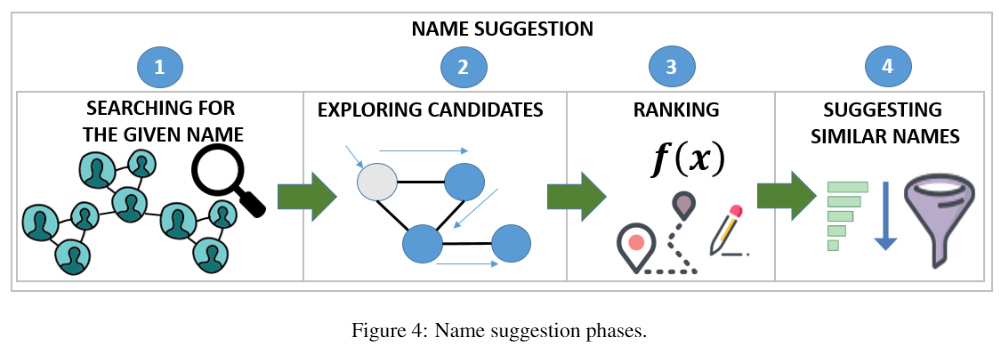 NAME SUGGESTION
1
2
3
4
SEARCHING FOR
THE GIVEN NAME
EXPLORING CANDIDATES
RANKING
f(x)
SUGGESTING
SIMILAR NAMES
Figure 4: Name suggestion phases.